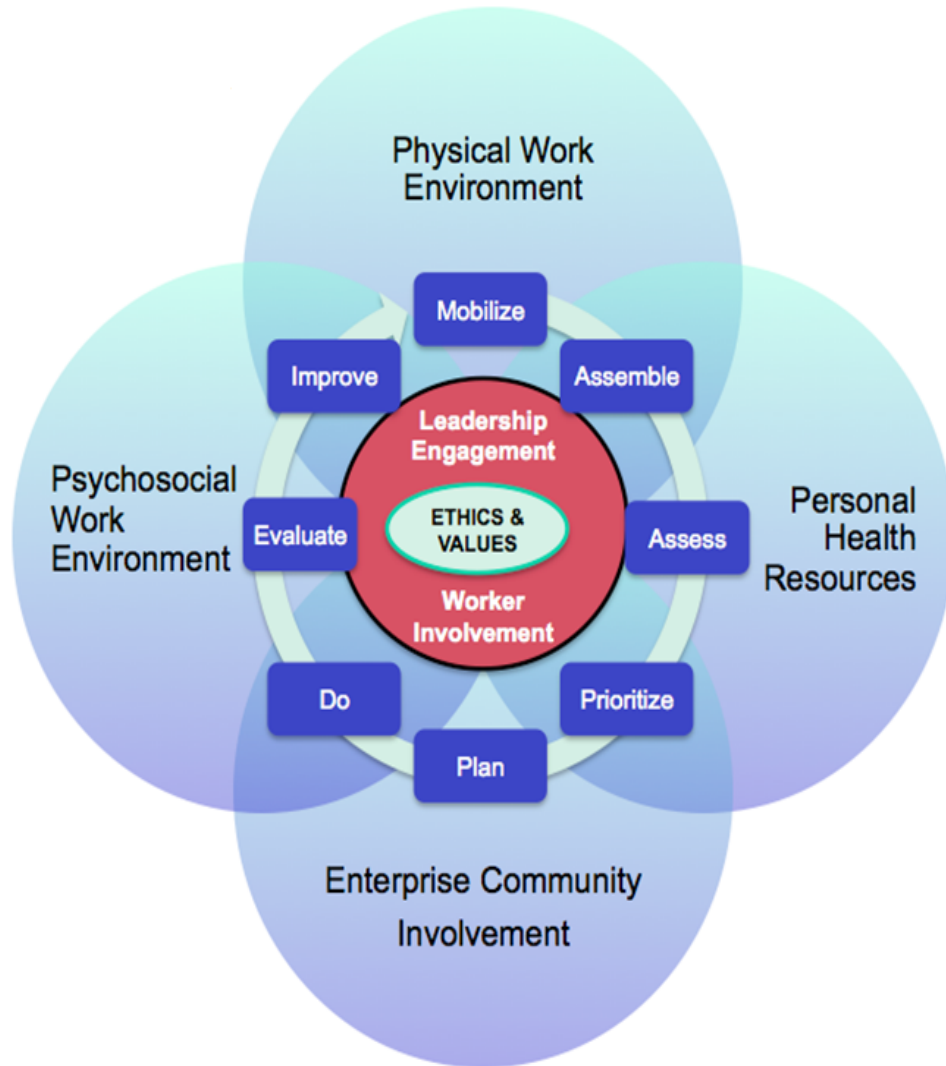 Physical Work
Environment
Mobilize
Improve
Assemble
Leadership
Engagement
Psychosocial
Work
Environment
Evaluate
ETHICS &
VALUES
Assess
Personal
Health
Resources
Worker
Involvement
Do
Prioritize
Plan
Enterprise Community
Involvement